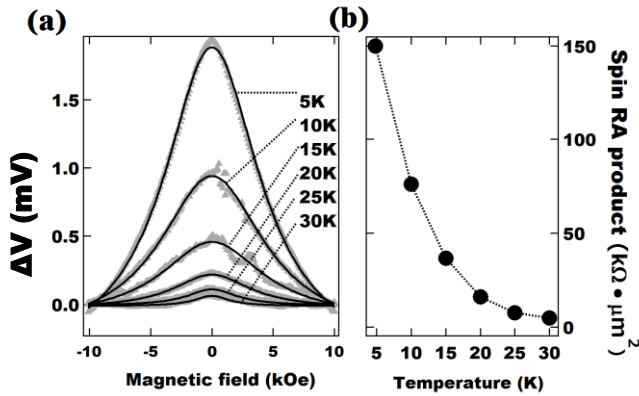 (a)
ΔV (mV)
1.5
1.0
0.5
0.0
5K
10K
15K
20K
25K
30K
-10
-5
0
5
10
Magnetic field (kOe)
(b)
150
100
50
0
Spin RA product (kΩ • μm²)
5
10
15
20
25
30
Temperature (K)